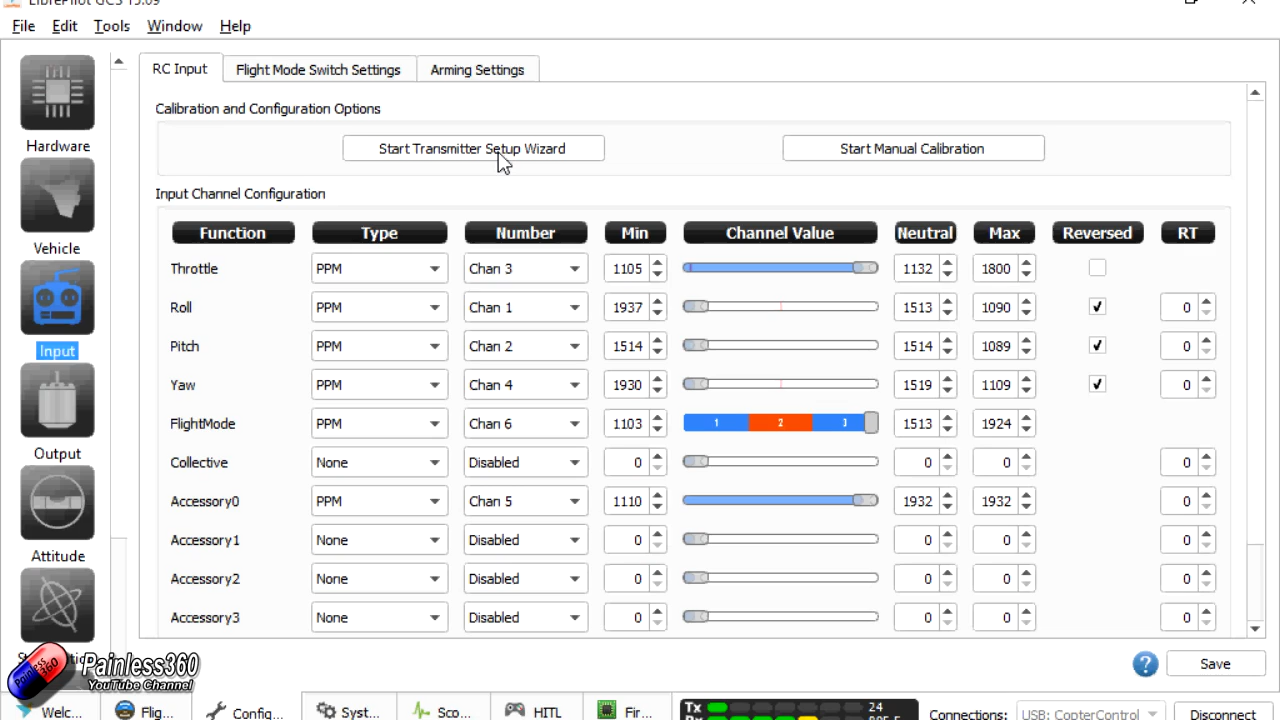 LibrePilot GCS 15.09
File Edit Tools Window Help
RC Input Flight Mode Switch Settings Arming Settings
Calibration and Configuration Options
Start Transmitter Setup Wizard Start Manual Calibration
Input Channel Configuration
Function Type Number Min Channel Value Neutral Max Reversed RT
Throttle PPM Chan 3 1105 1132 1800
Roll PPM Chan 1 1937 1513 1090 0
Pitch PPM Chan 2 1514 1514 1089 0
Yaw PPM Chan 4 1930 1519 1109 0
FlightMode PPM Chan 6 1103 1 2 3 1513 1924
Collective None Disabled 0 0 0 0
Accessory0 PPM Chan 5 1110 1932 1932 0
Accessory1 None Disabled 0 0 0 0
Accessory2 None Disabled 0 0 0 0
Accessory3 None Disabled 0 0 0 0
Hardware
Vehicle
Input
Output
Attitude
Painless360
Painless360
YouTube Channel
Save
Welc... Flig... Config... Syst... Sco... HITL Fir... Tx 24
Connections: USB: CopterControl Disconnect